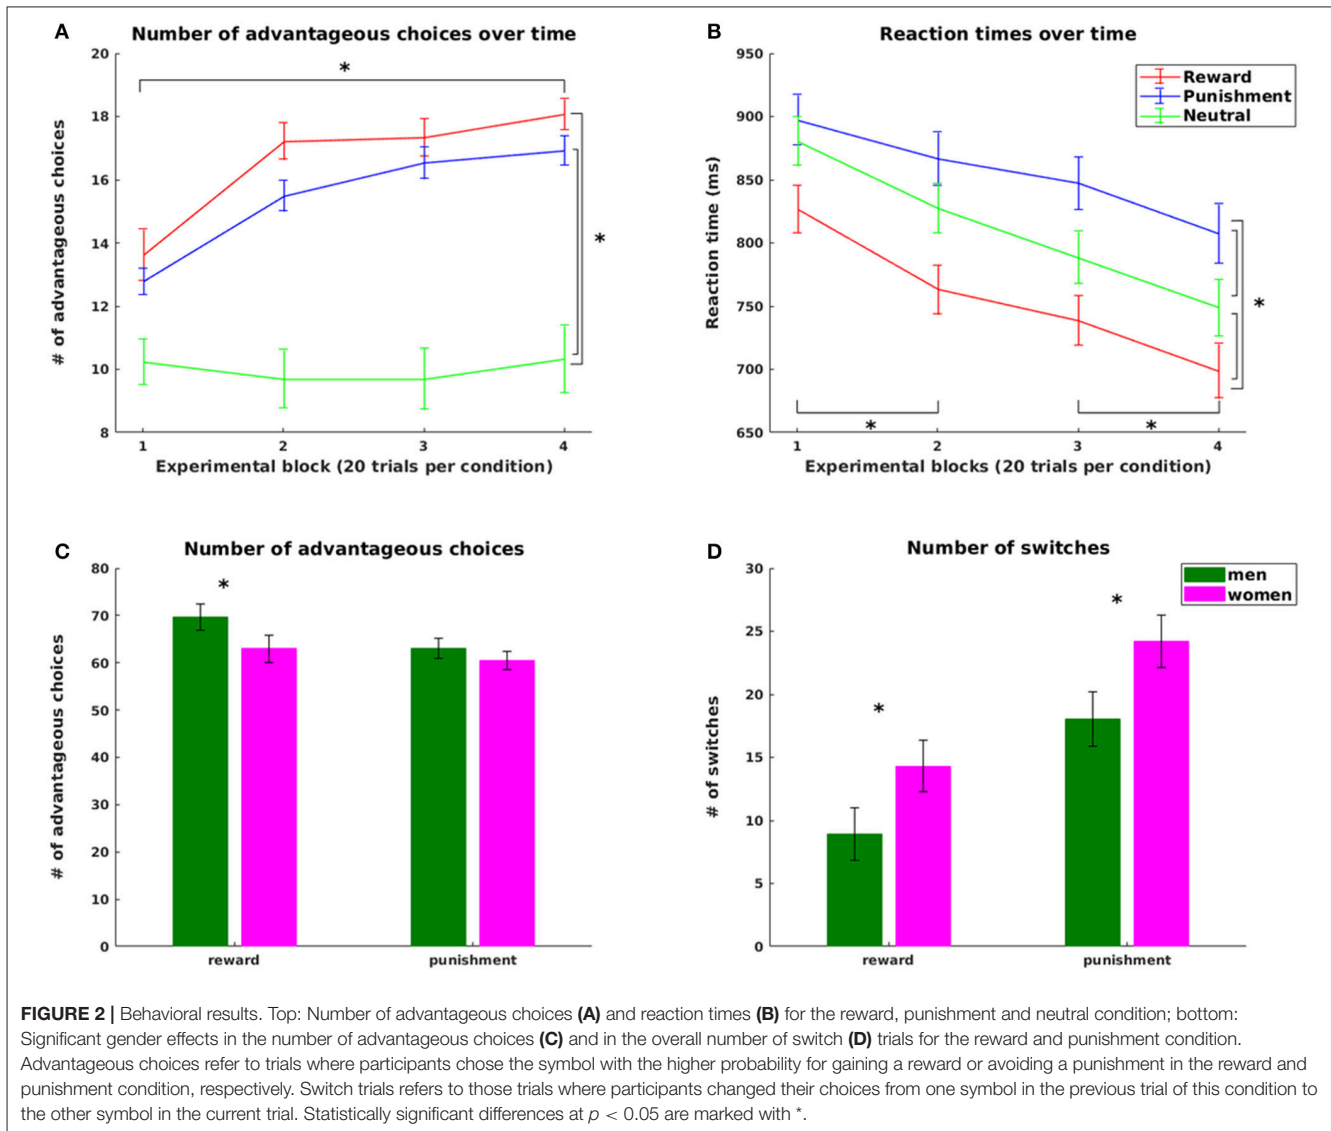 A
Number of advantageous choices over time
20
18
16
14
12
10
8
# of advantageous choices
*
*
1 2 3 4
Experimental block (20 trials per condition)
B
Reaction times over time
950
900
850
800
750
700
650
Reaction time (ms)
Reward
Punishment
Neutral
*
*
*
1 2 3 4
Experimental blocks (20 trials per condition)
C
Number of advantageous choices
80
70
60
50
40
30
20
10
0
# of advantageous choices
*
reward punishment
D
Number of switches
30
25
20
15
10
5
0
# of switches
men
women
*
*
reward punishment
FIGURE 2 | Behavioral results. Top: Number of advantageous choices (A) and reaction times (B) for the reward, punishment and neutral condition; bottom:
Significant gender effects in the number of advantageous choices (C) and in the overall number of switch (D) trials for the reward and punishment condition.
Advantageous choices refer to trials where participants chose the symbol with the higher probability for gaining a reward or avoiding a punishment in the reward and
punishment condition, respectively. Switch trials refers to those trials where participants changed their choices from one symbol in the previous trial of this condition to
the other symbol in the current trial. Statistically significant differences at p < 0.05 are marked with *.